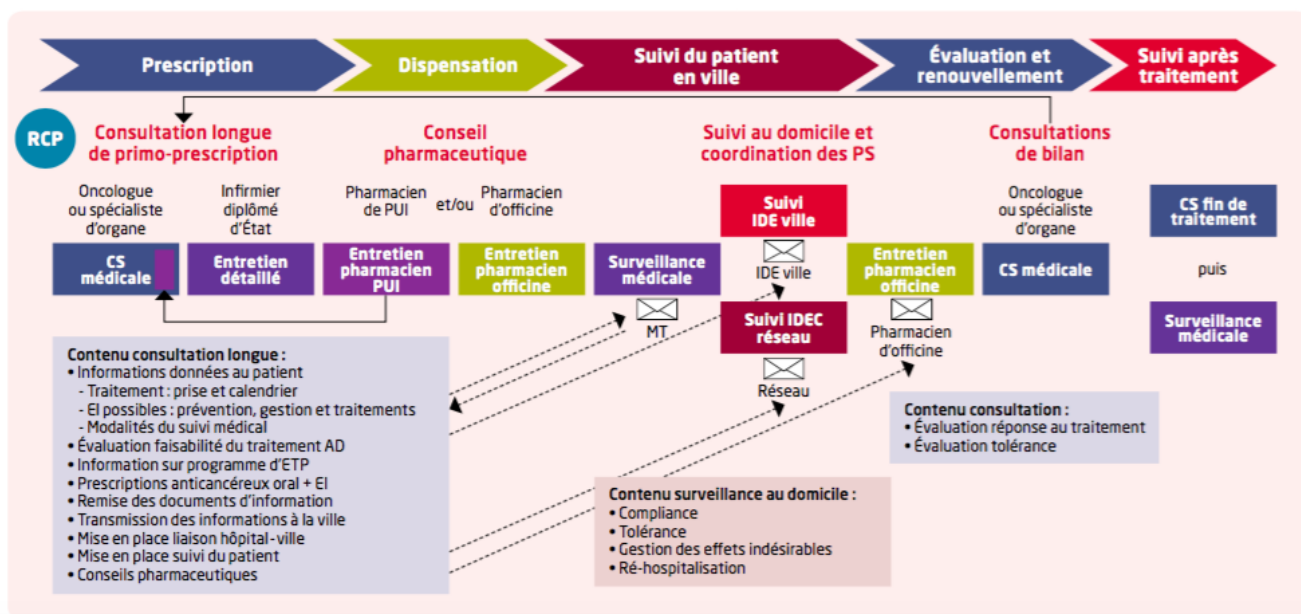 Prescription
Dispensation
Suivi du patient
en ville
Évaluation et
renouvellement
Suivi après
traitement
RCP
Consultation longue
de primo-prescription
Conseil
pharmaceutique
Suivi au domicile et
coordination des PS
Consultations
de bilan
Oncologue
ou spécialiste
d'organe
Infirmier
diplômé
d'État
Pharmacien
de PUI
et/ou
Pharmacien
d'officine
Suivi
IDE ville
Oncologue
ou spécialiste
d'organe
CS fin de
traitement
CS
médicale
Entretien
détaillé
Entretien
pharmacien
PUI
Entretien
pharmacien
officine
Surveillance
médicale
IDE ville
Entretien
pharmacien
officine
CS médicale
puis
MT
Suivi IDEC
réseau
Pharmacien
d'officine
Surveillance
médicale
Réseau
Contenu consultation longue :
• Informations données au patient
- Traitement : prise et calendrier
- EI possibles : prévention, gestion et traitements
- Modalités du suivi médical
• Évaluation faisabilité du traitement AD
• Information sur programme d'ETP
• Prescriptions anticancéreux oral + EI
• Remise des documents d'information
• Transmission des informations à la ville
• Mise en place liaison hôpital-ville
• Mise en place suivi du patient
• Conseils pharmaceutiques
Contenu surveillance au domicile :
• Compliance
• Tolérance
• Gestion des effets indésirables
• Ré-hospitalisation
Contenu consultation :
• Évaluation réponse au traitement
• Évaluation tolérance